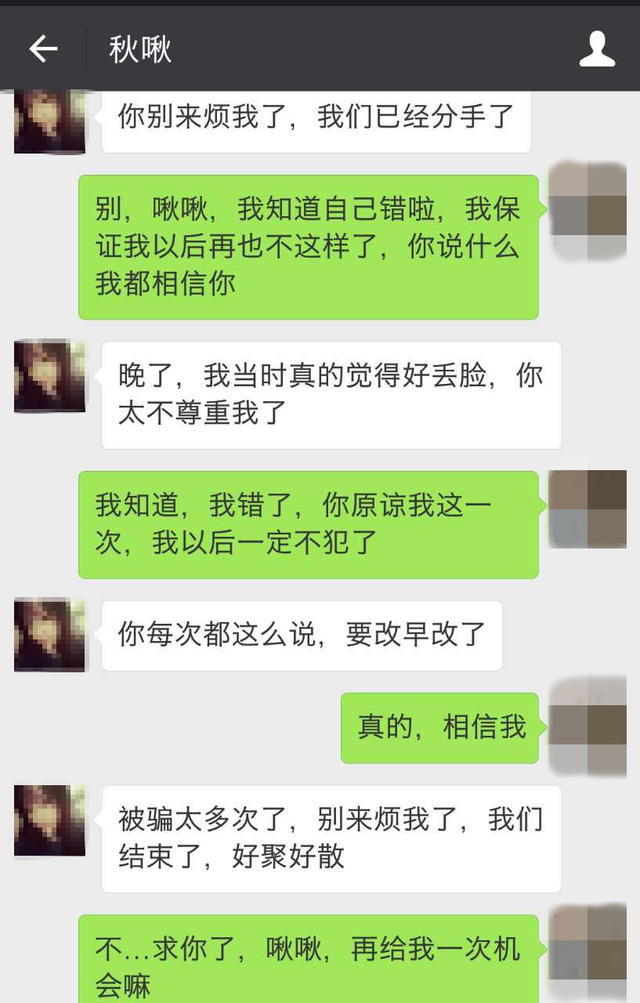 秋啾
你别来烦我了，我们已经分手了
别，啾啾，我知道自己错啦，我保
证我以后再也不这样了，你说什么
我都相信你
晚了，我当时真的觉得好丢脸，你
太不尊重我了
我知道，我错了，你原谅我这一
次，我以后一定不犯了
你每次都这么说，要改早改了
真的，相信我
被骗太多次了，别来烦我了，我们
结束了，好聚好散
不...求你了，啾啾，再给我一次机
会嘛